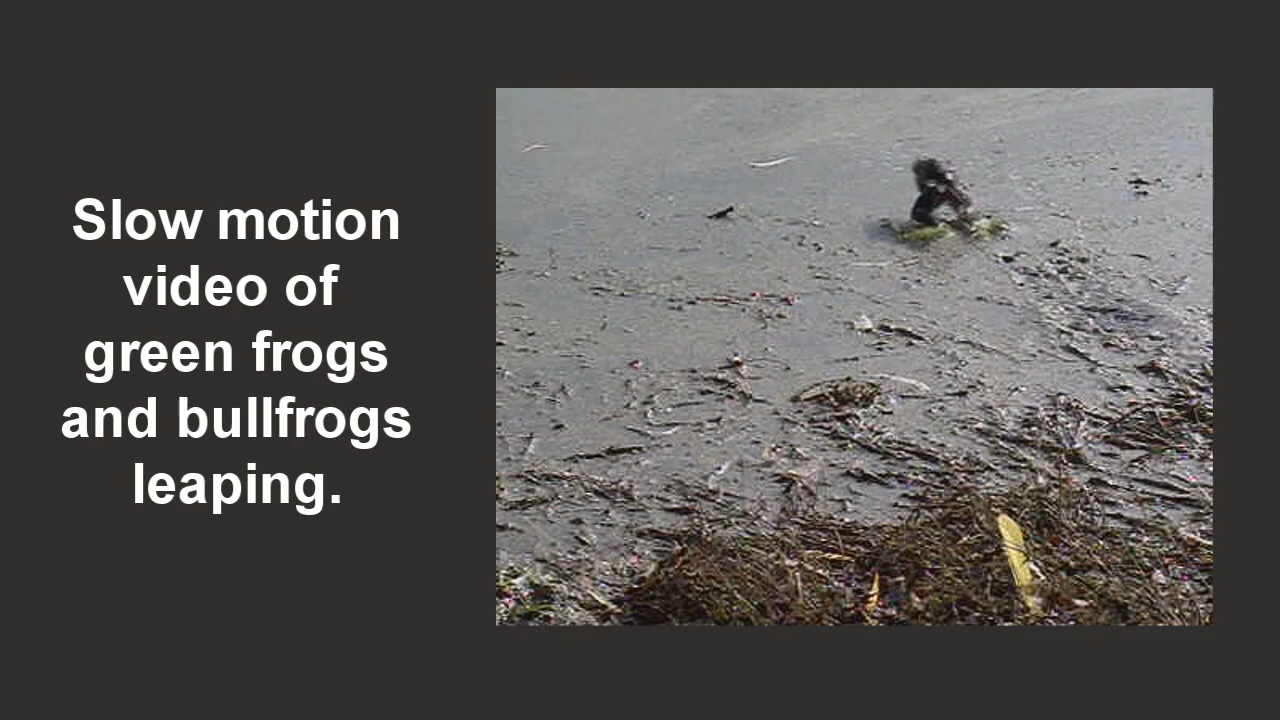 Slow motion
video of
green frogs
and bullfrogs
leaping.